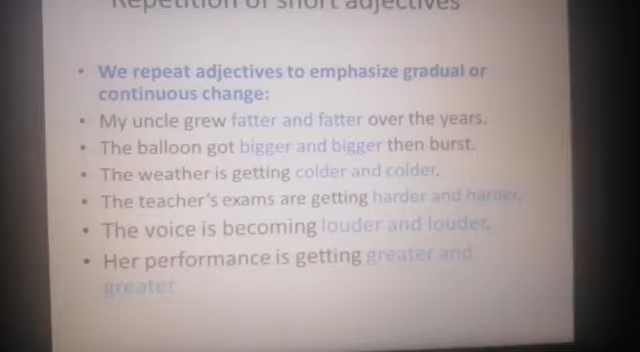 Repetition of short adjectives
• We repeat adjectives to emphasize gradual or
continuous change:
• My uncle grew fatter and fatter over the years.
• The balloon got bigger and bigger then burst.
• The weather is getting colder and colder.
• The teacher's exams are getting harder and harder.
• The voice is becoming louder and louder.
• Her performance is getting greater and
greater